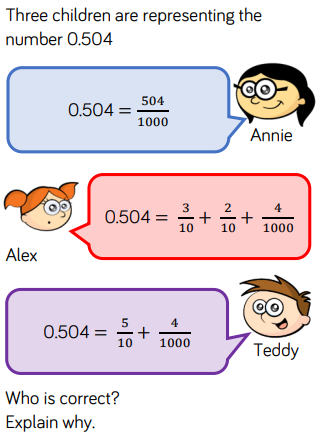 Three children are representing the
number 0.504
0.504 = 504/1000
Annie
0.504 = 3/10 + 2/10 + 4/1000
Alex
0.504 = 5/10 + 4/1000
Teddy
Who is correct?
Explain why.